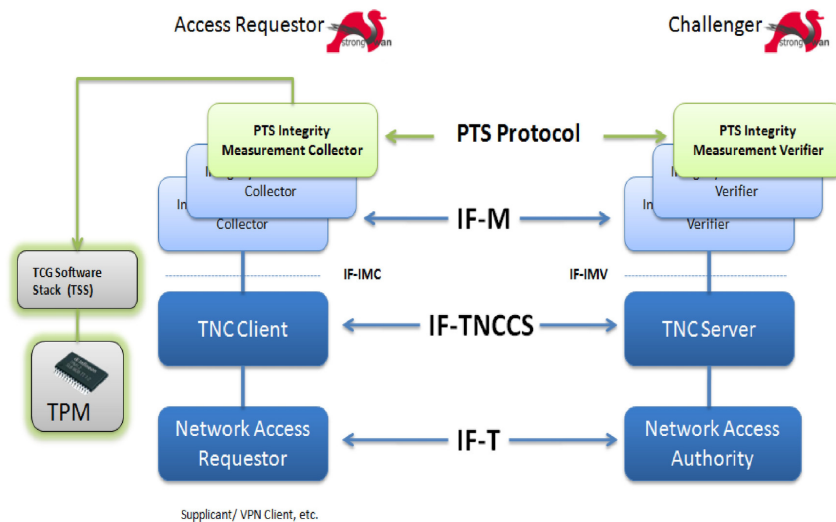 Access Requestor
strongSwan
Challenger
strongSwan
PTS Integrity
Measurement Collector
PTS Protocol
PTS Integrity
Measurement Verifier
Collector
Verifier
In
Collector
IF-M
In
Verifier
TCG Software
Stack (TSS)
IF-IMC
IF-IMV
TNC Client
IF-TNCCS
TNC Server
TPM
Network Access
Requestor
IF-T
Network Access
Authority
Supplicant/ VPN Client, etc.